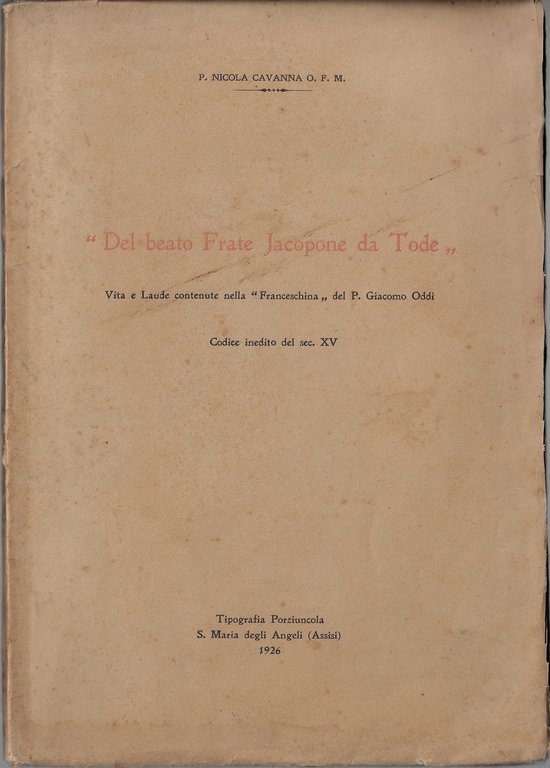 P. NICOLA CAVANNA O. F. M.
“ Del beato Frate Jacopone da Tode „
Vita e Laude contenute nella “ Franceschina „ del P. Giacomo Oddi
Codice inedito del sec. XV
Tipografia Porziuncola
S. Maria degli Angeli (Assisi)
1926